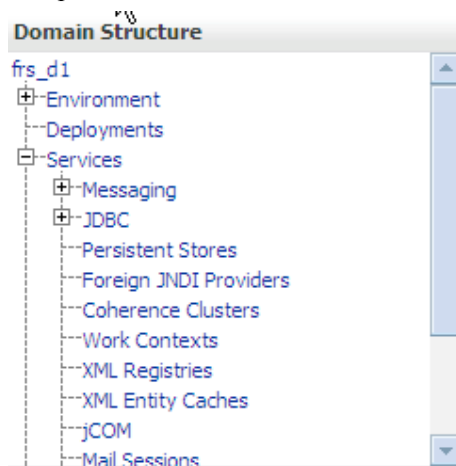 Domain Structure
frs_d1
Environment
Deployments
Services
Messaging
JDBC
Persistent Stores
Foreign JNDI Providers
Coherence Clusters
Work Contexts
XML Registries
XML Entity Caches
jCOM
Mail Sessions